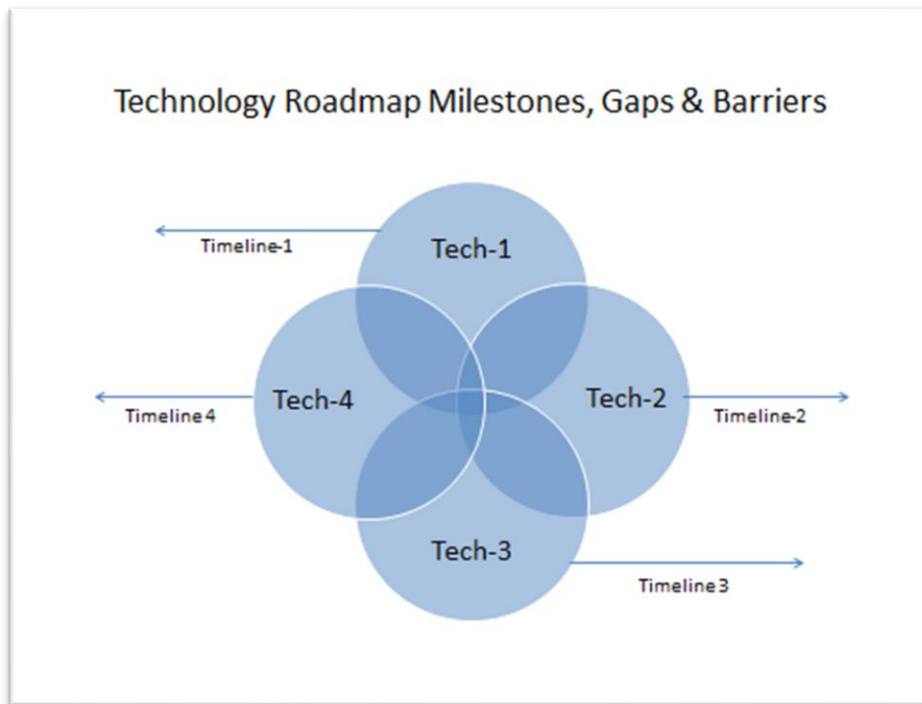 Technology Roadmap Milestones, Gaps & Barriers
Tech-1
Timeline-1
Tech-4
Tech-2
Timeline 4
Timeline-2
Tech-3
Timeline 3